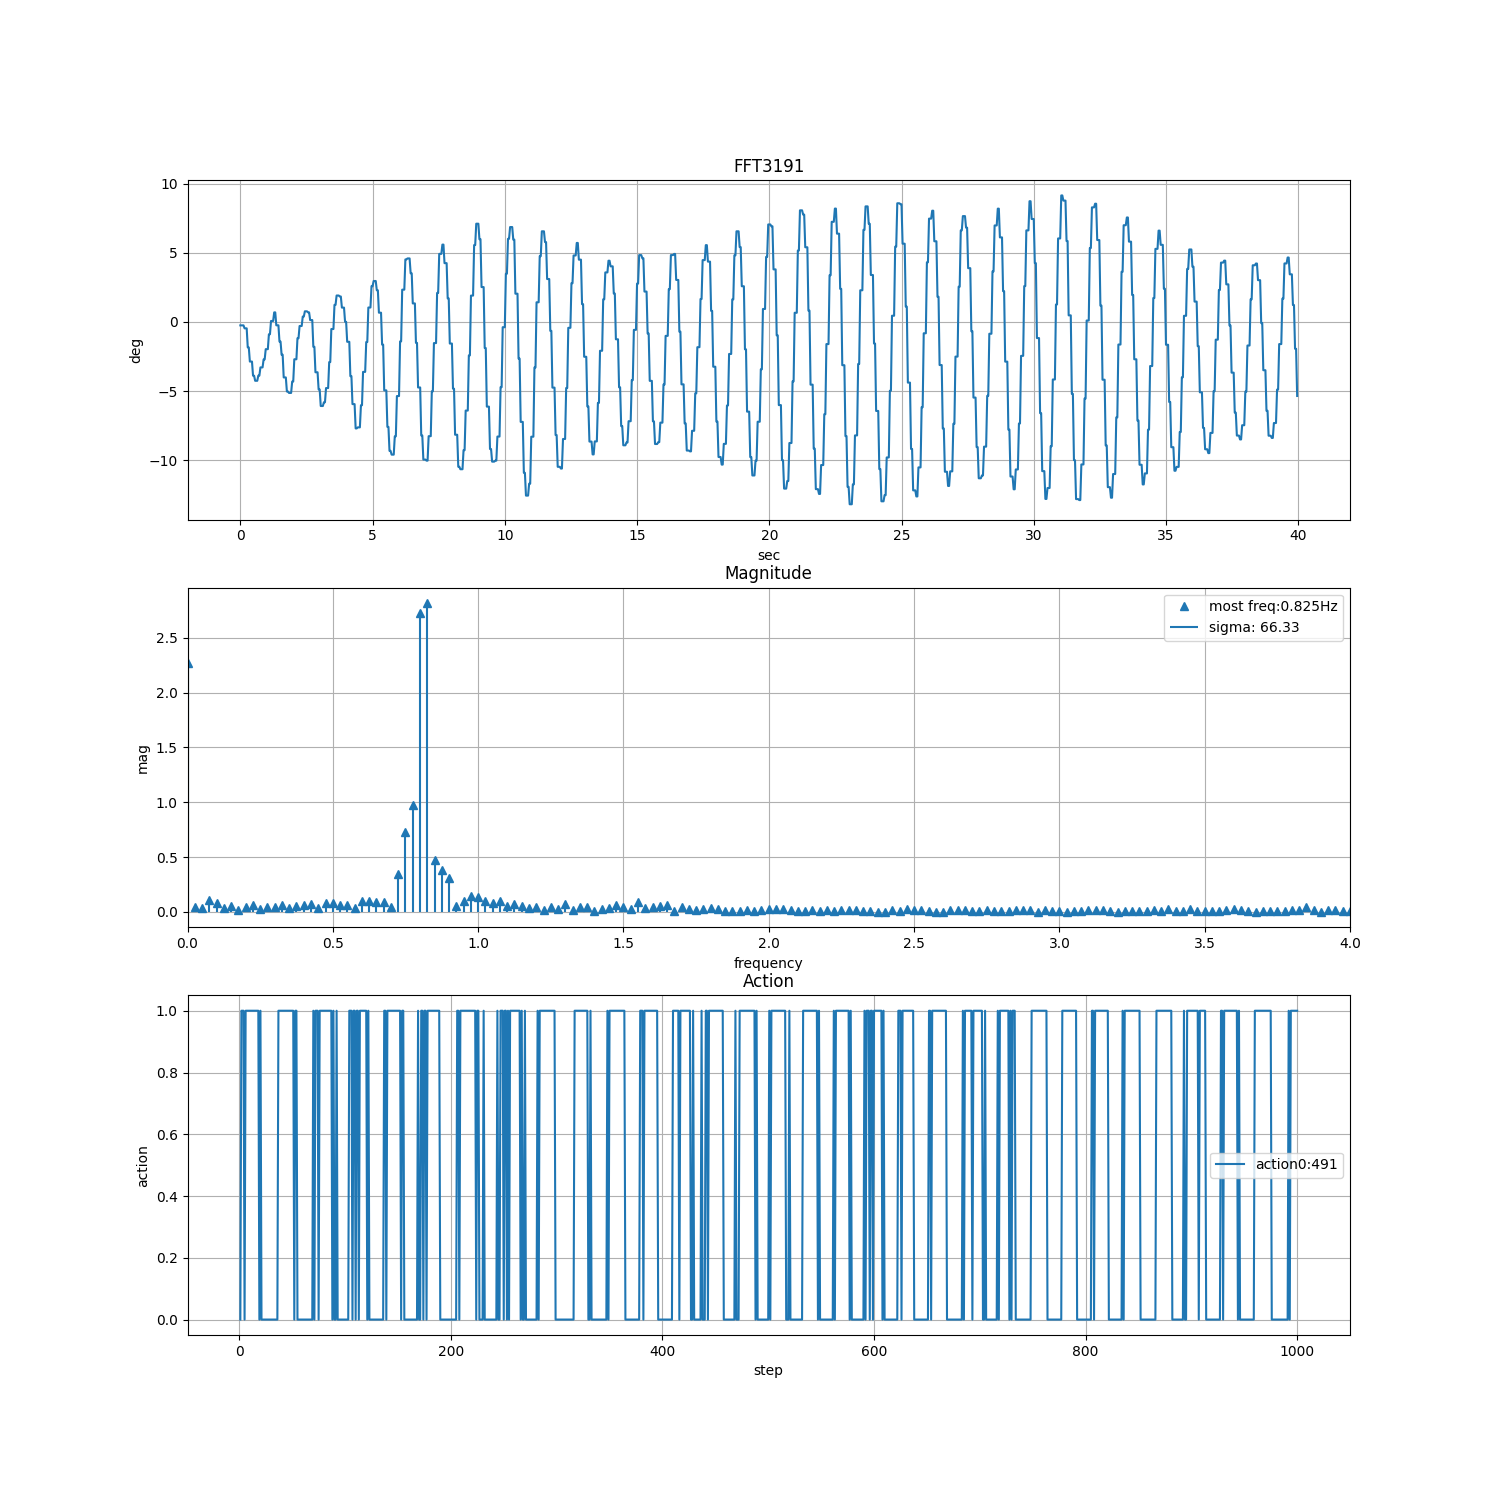 FFT3191
10
5
0
−5
−10
deg
0 5 10 15 20 25 30 35 40
sec
Magnitude
most freq:0.825Hz
sigma: 66.33
2.5
2.0
1.5
1.0
0.5
0.0
mag
0.0 0.5 1.0 1.5 2.0 2.5 3.0 3.5 4.0
frequency
Action
1.0
0.8
0.6
0.4
0.2
0.0
action
action0:491
0 200 400 600 800 1000
step